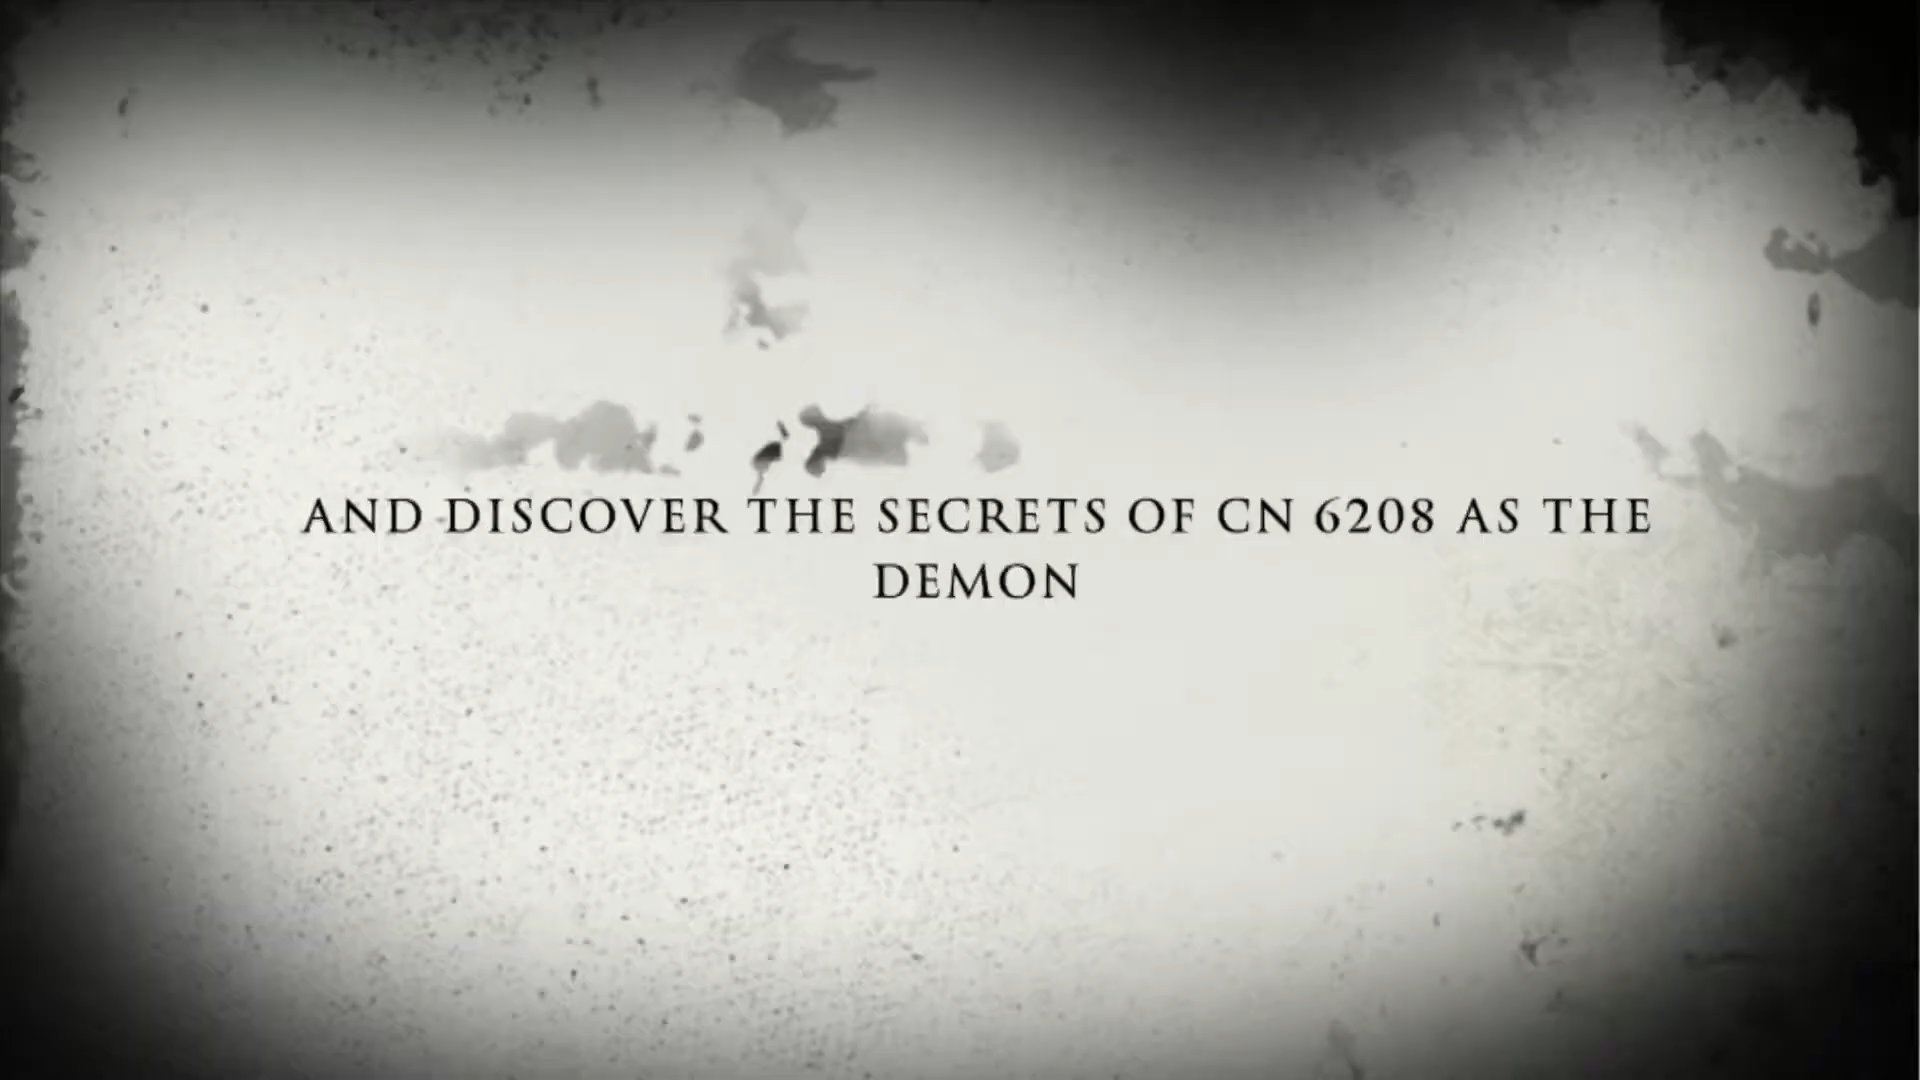 AND DISCOVER THE SECRETS OF CN 6208 AS THE
DEMON